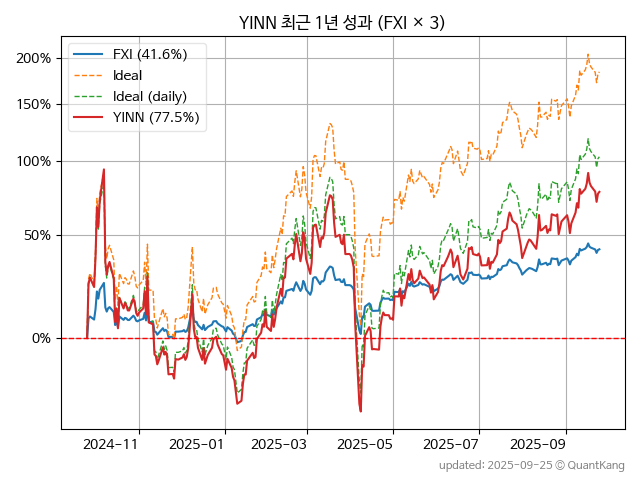 YINN 최근 1년 성과 (FXI × 3)
FXI (41.6%)
Ideal
Ideal (daily)
YINN (77.5%)
200%
150%
100%
50%
0%
2024-11
2025-01
2025-03
2025-05
2025-07
2025-09
updated: 2025-09-25 © QuantKang